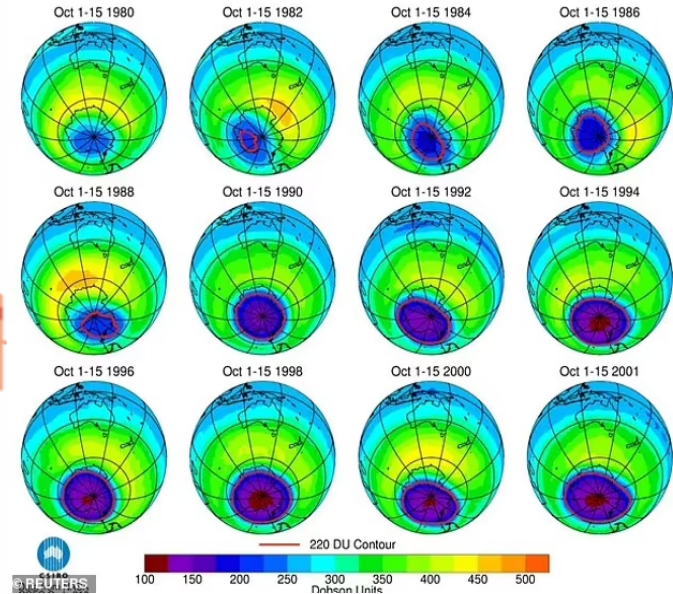 Oct 1-15 1980 Oct 1-15 1982 Oct 1-15 1984 Oct 1-15 1986
Oct 1-15 1988 Oct 1-15 1990 Oct 1-15 1992 Oct 1-15 1994
Oct 1-15 1996 Oct 1-15 1998 Oct 1-15 2000 Oct 1-15 2001
220 DU Contour
100 150 200 250 300 350 400 450 500
Dobson Units
CSIRO
© REUTERS